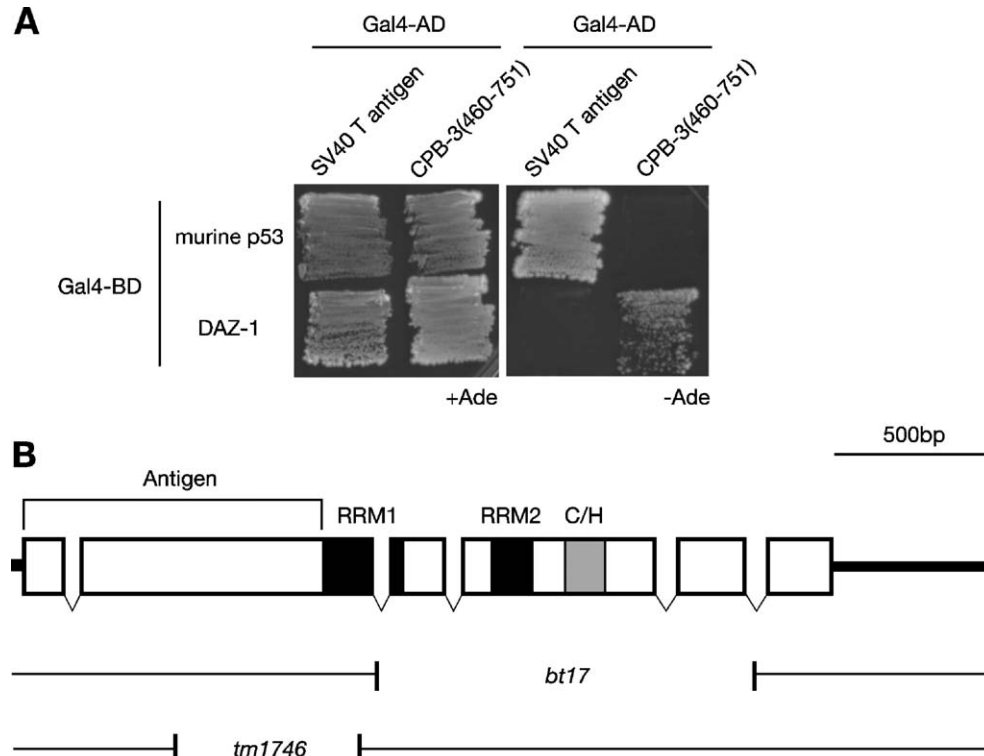 A
Gal4-AD
Gal4-AD
SV40 T antigen
CPB-3(460-751)
SV40 T antigen
CPB-3(460-751)
murine p53
Gal4-BD
DAZ-1
+Ade
-Ade
B
500bp
Antigen
RRM1
RRM2
C/H
bt17
tm1746